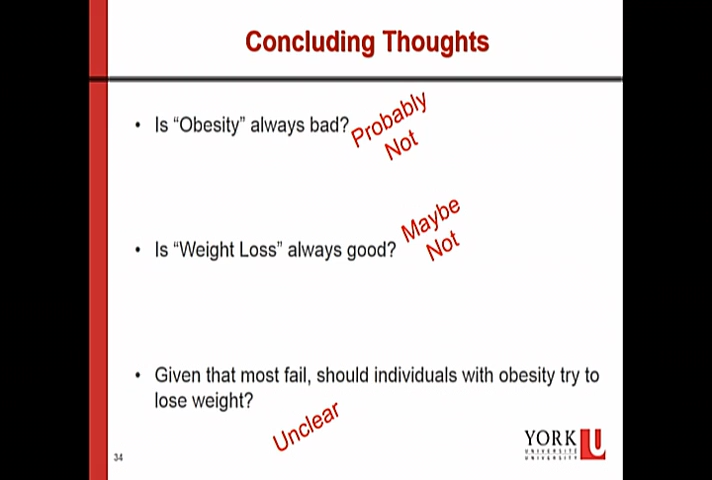 Concluding Thoughts
• Is “Obesity” always bad?
Probably
Not
• Is “Weight Loss” always good?
Maybe
Not
• Given that most fail, should individuals with obesity try to
lose weight?
Unclear
34
YORK U
UNIVERSITÉ
UNIVERSITY